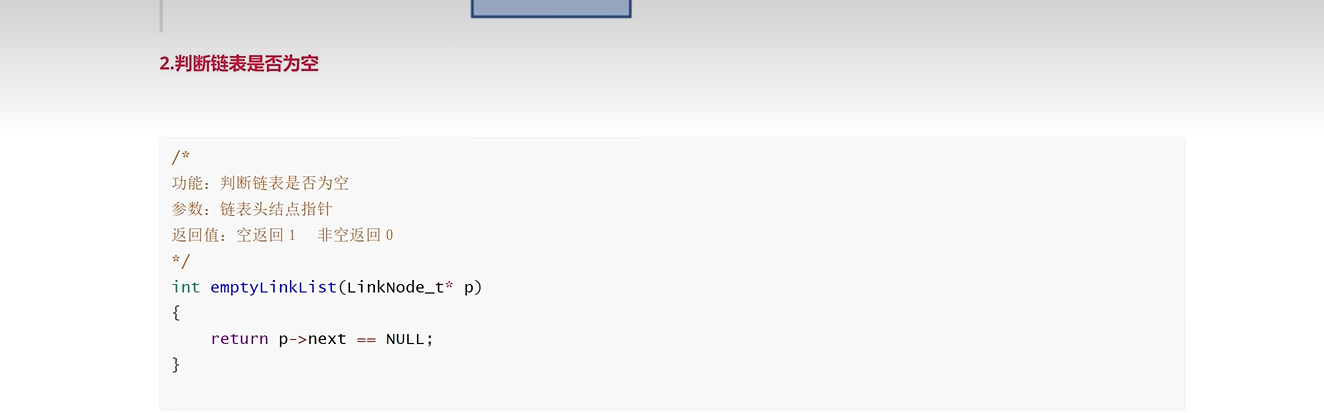 2.判断链表是否为空
/*
功能：判断链表是否为空
参数：链表头结点指针
返回值：空返回 1  非空返回 0
*/
int emptyLinkList(LinkNode_t* p)
{
    return p->next == NULL;
}